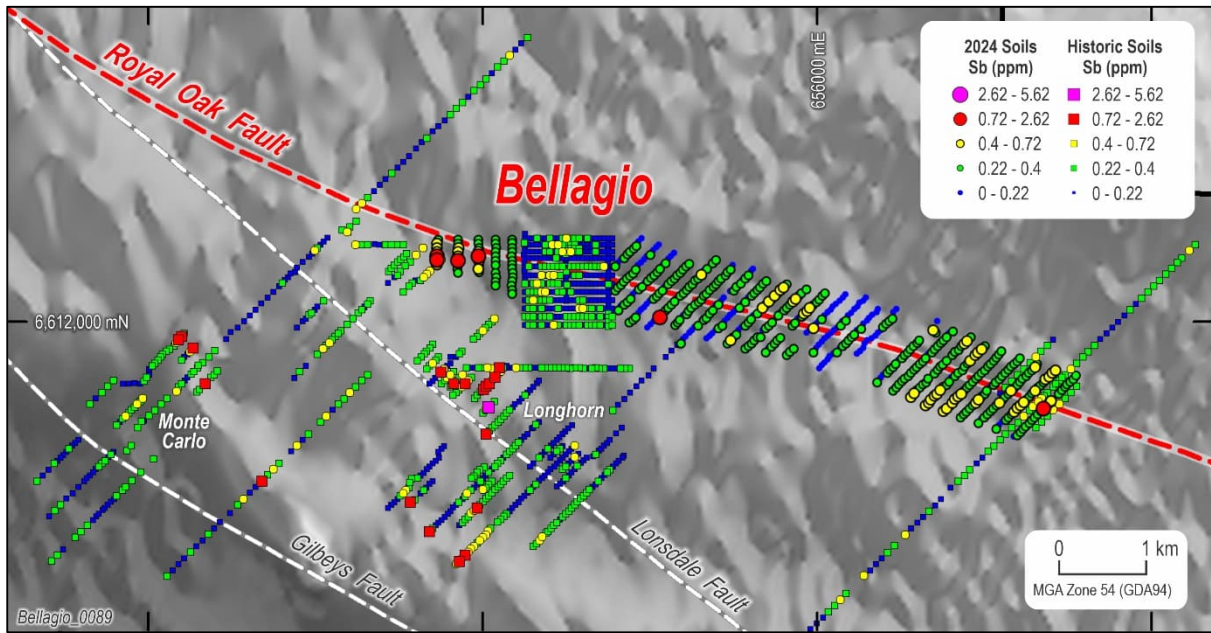 Royal Oak Fault
Bellagio
656000 mE
2024 Soils Historic Soils
Sb (ppm) Sb (ppm)
2.62 - 5.62 2.62 - 5.62
0.72 - 2.62 0.72 - 2.62
0.4 - 0.72 0.4 - 0.72
0.22 - 0.4 0.22 - 0.4
0 - 0.22 0 - 0.22
6,612,000 mN
Monte
Carlo
Longhorn
Gilbeys Fault
Lonsdale Fault
0 1 km
MGA Zone 54 (GDA94)
Bellagio_0089